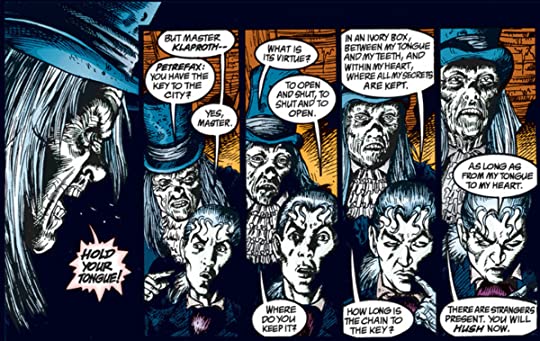 HOLD
YOUR
TONGUE!
BUT MASTER
KLAPROTH--
PETREFAX:
YOU HAVE THE
KEY TO THE
CITY?
YES,
MASTER.
WHAT IS
ITS VIRTUE?
TO OPEN
AND SHUT, TO
SHUT AND TO
OPEN.
WHERE
DO YOU
KEEP IT?
IN AN IVORY BOX,
BETWEEN MY TONGUE
AND MY TEETH, AND
WITHIN MY HEART,
WHERE ALL MY SECRETS
ARE KEPT.
HOW LONG IS
THE CHAIN TO
THE KEY?
AS LONG AS
FROM MY TONGUE
TO MY HEART.
THERE ARE STRANGERS
PRESENT. YOU WILL
HUSH NOW.